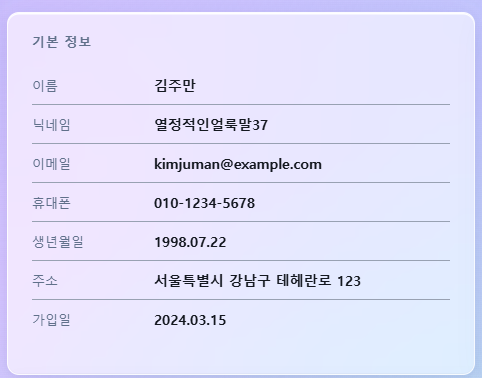 기본 정보
이름 김주만
닉네임 열정적인얼룩말37
이메일 kimjuman@example.com
휴대폰 010-1234-5678
생년월일 1998.07.22
주소 서울특별시 강남구 테헤란로 123
가입일 2024.03.15